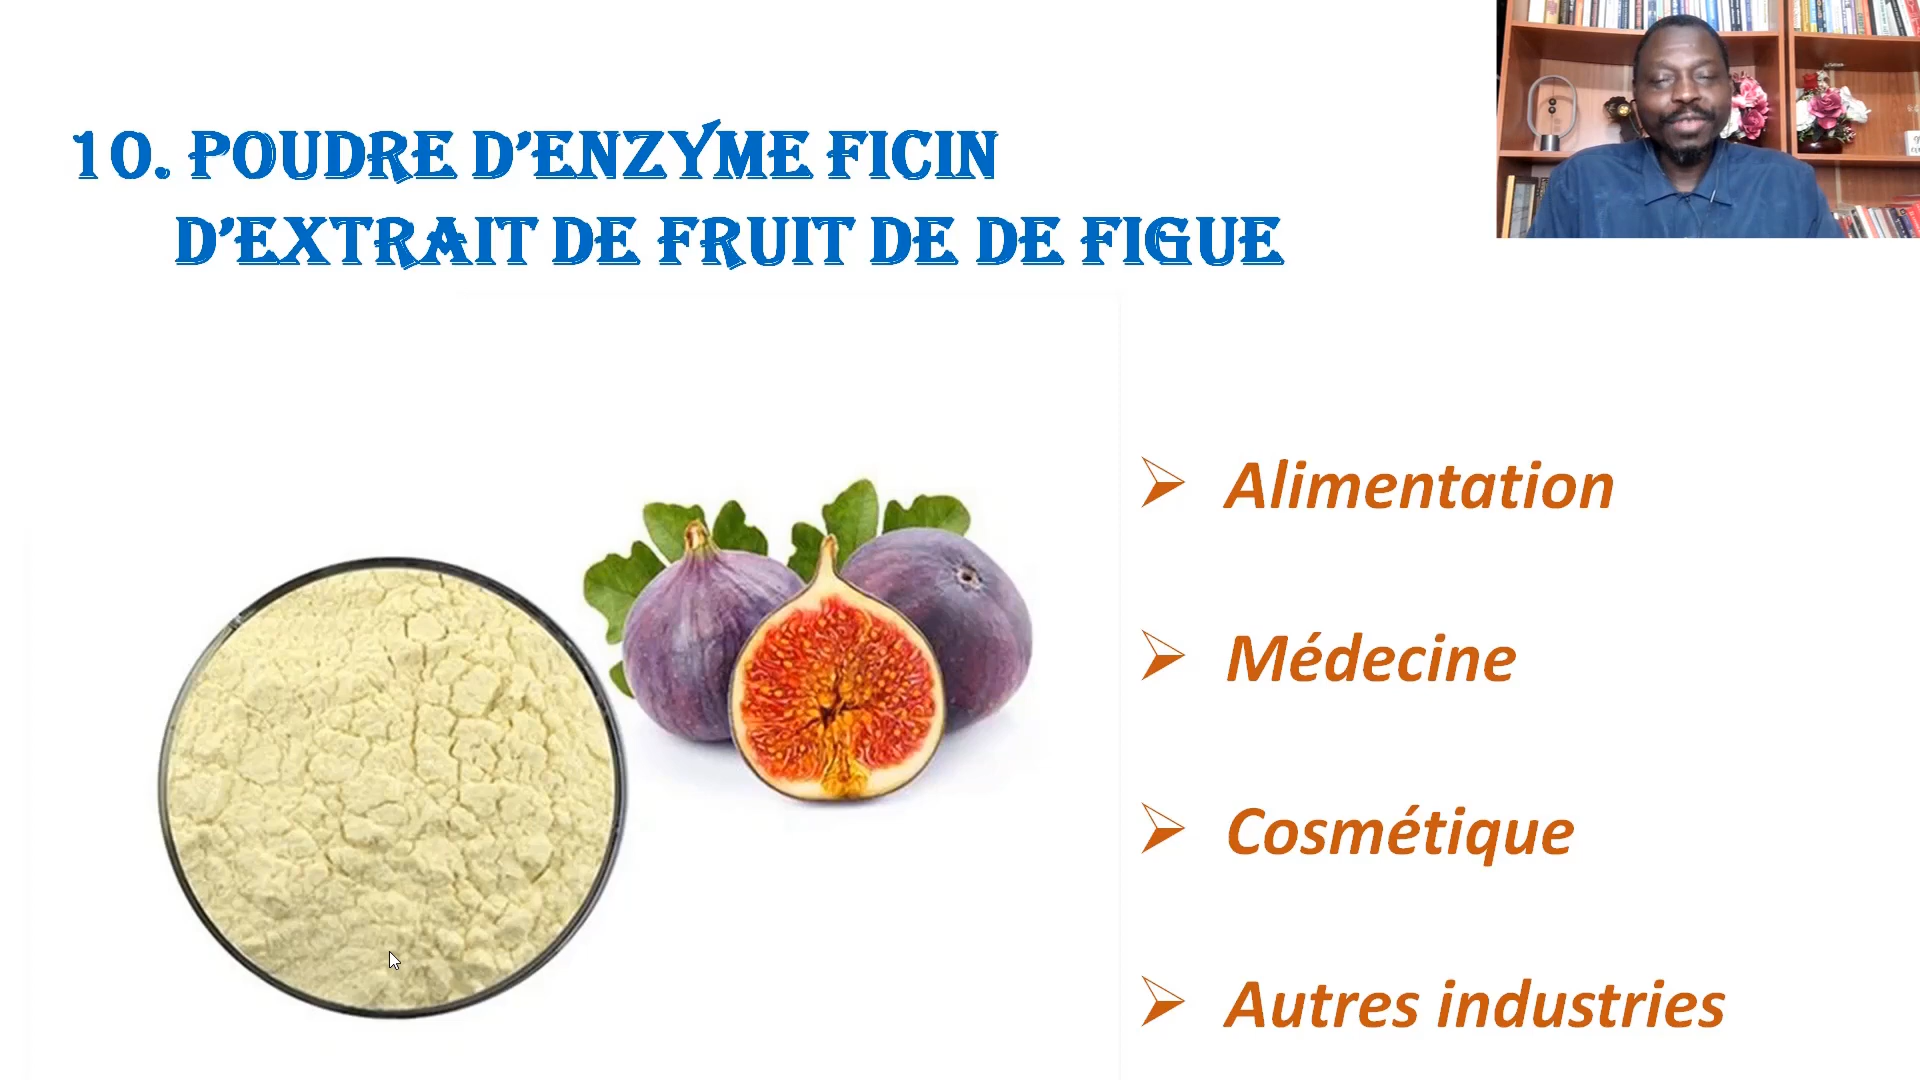 10. POUDRE D’ENZYME FICIN
D’EXTRAIT DE FRUIT DE DE FIGUE
Alimentation
Médecine
Cosmétique
Autres industries